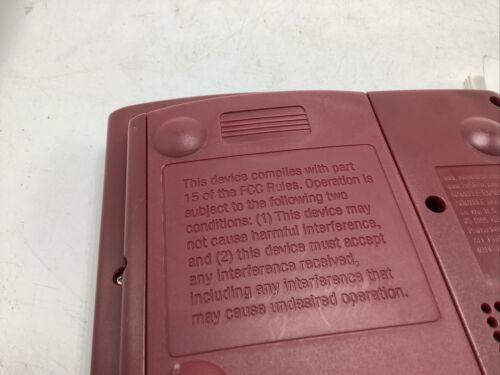 This device complies with part
15 of the FCC Rules. Operation is
subject to the following two
conditions: (1) This device may
not cause harmful interference,
and (2) this device must accept
any interference received,
including any interference that
may cause undesired operation.